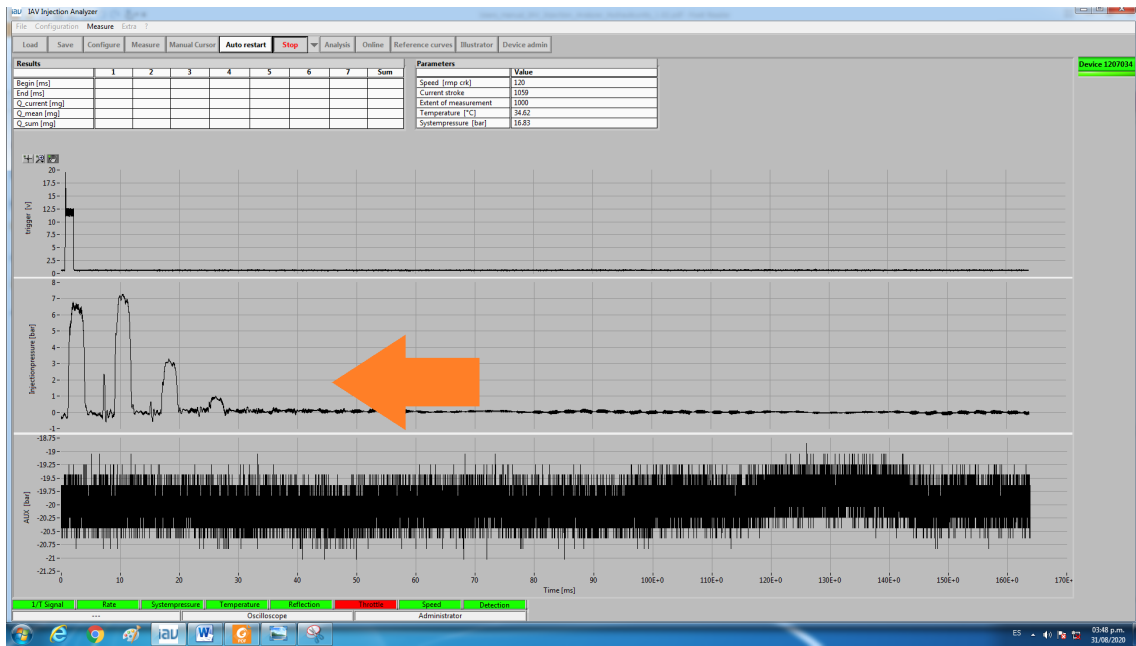 IAV Injection Analyzer
File Configuration Measure Extra ?
Load Save Configure Measure Manual Cursor Auto restart Stop Analysis Online Reference curves Illustrator Device admin
Results
1 2 3 4 5 6 7 Sum
Begin [ms]
End [ms]
Q_current [mg]
Q_mean [mg]
Q_sum [mg]
Parameters
Value
Speed [rmp crk] 120
Current stroke 1059
Extent of measurement 1000
Temperature [°C] 34.62
Systempressure [bar] 16.83
Device 1207034
trigger [v]
20-
17.5-
15-
12.5-
10-
7.5-
5-
2.5-
0-
Injectionpressure [bar]
8-
7-
6-
5-
4-
3-
2-
1-
0-
-1-
AUX [bar]
-18.75-
-19-
-19.25-
-19.5-
-19.75-
-20-
-20.25-
-20.5-
-20.75-
-21-
-21.25-
0 10 20 30 40 50 60 70 80 90 100E+0 110E+0 120E+0 130E+0 140E+0 150E+0 160E+0 170E+
Time [ms]
1/T Signal Rate Systempressure Temperature Reflection Throttle Speed Detection
--- Oscilloscope Administrator
iau W G PDF
ES 03:48 p.m.
31/08/2020